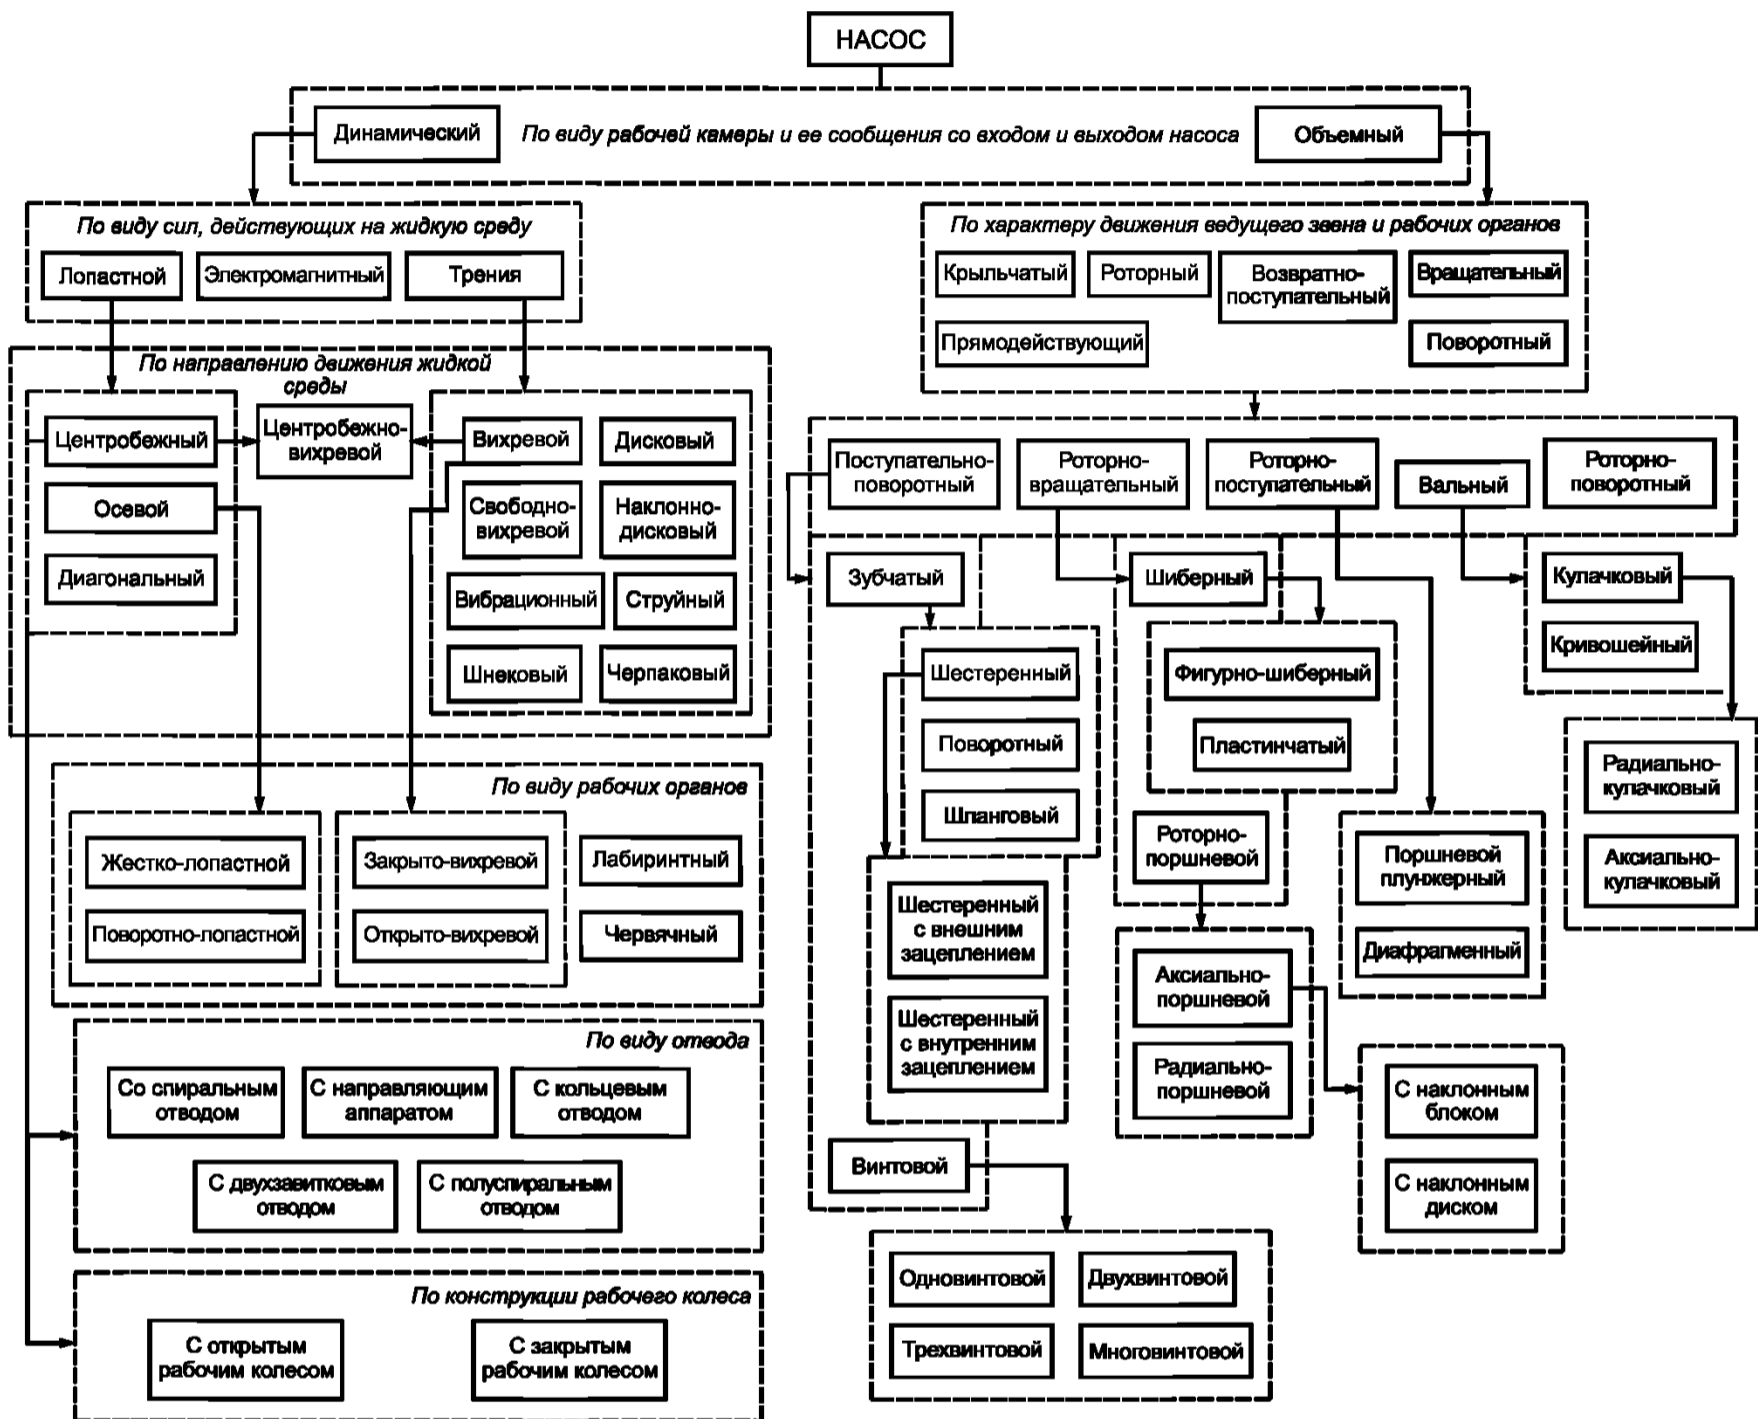 НАСОС
Динамический
По виду рабочей камеры и ее сообщения со входом и выходом насоса
Объемный
По виду сил, действующих на жидкую среду
Лопастной
Электромагнитный
Трения
По характеру движения ведущего звена и рабочих органов
Крыльчатый
Роторный
Возвратно-
поступательный
Вращательный
Прямодействующий
Поворотный
По направлению движения жидкой
среды
Центробежный
Центробежно-
вихревой
Вихревой
Дисковый
Осевой
Свободно-
вихревой
Наклонно-
дисковый
Диагональный
Вибрационный
Струйный
Шнековый
Черпаковый
По виду рабочих органов
Жестко-лопастной
Закрыто-вихревой
Лабиринтный
Поворотно-лопастной
Открыто-вихревой
Червячный
По виду отвода
Со спиральным
отводом
С направляющим
аппаратом
С кольцевым
отводом
С двухзавитковым
отводом
С полуспиральным
отводом
По конструкции рабочего колеса
С открытым
рабочим колесом
С закрытым
рабочим колесом
Поступательно-
поворотный
Роторно-
вращательный
Роторно-
поступательный
Вальный
Роторно-
поворотный
Зубчатый
Шиберный
Кулачковый
Кривошейный
Шестеренный
Поворотный
Шланговый
Фигурно-шиберный
Пластинчатый
Радиально-
кулачковый
Аксиально-
кулачковый
Роторно-
поршневой
Поршневой
плунжерный
Диафрагменный
Шестеренный
с внешним
зацеплением
Шестеренный
с внутренним
зацеплением
Аксиально-
поршневой
Радиально-
поршневой
С наклонным
блоком
С наклонным
диском
Винтовой
Одновинтовой
Двухвинтовой
Трехвинтовой
Многовинтовой